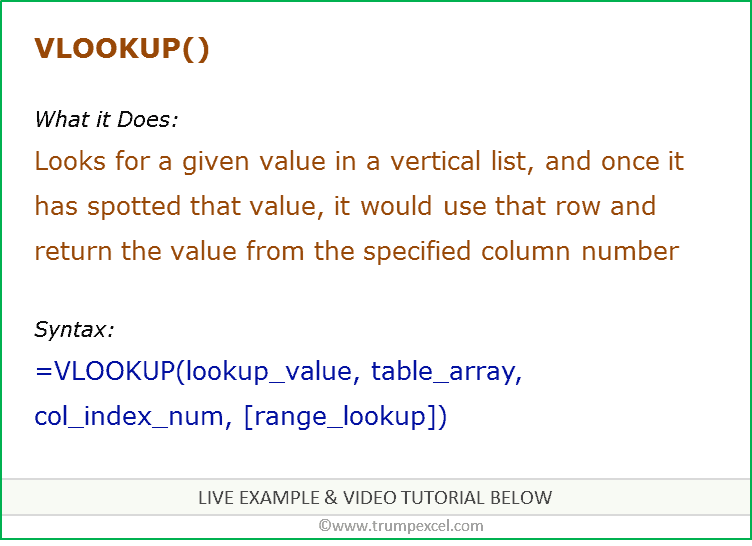 VLOOKUP()
What it Does:
Looks for a given value in a vertical list, and once it
has spotted that value, it would use that row and
return the value from the specified column number
Syntax:
=VLOOKUP(lookup_value, table_array,
col_index_num, [range_lookup])
LIVE EXAMPLE & VIDEO TUTORIAL BELOW
©www.trumpexcel.com